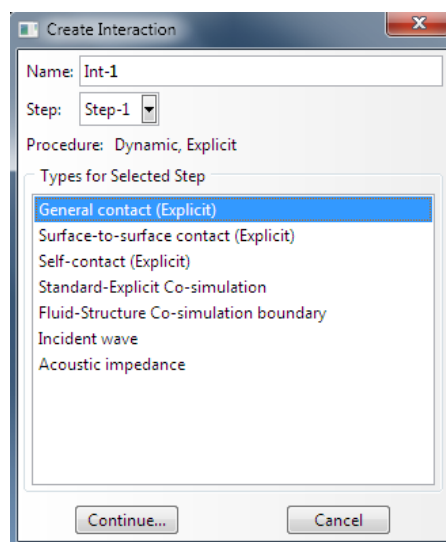 Create Interaction
Name: Int-1
Step: Step-1
Procedure: Dynamic, Explicit
Types for Selected Step
General contact (Explicit)
Surface-to-surface contact (Explicit)
Self-contact (Explicit)
Standard-Explicit Co-simulation
Fluid-Structure Co-simulation boundary
Incident wave
Acoustic impedance
Continue... Cancel